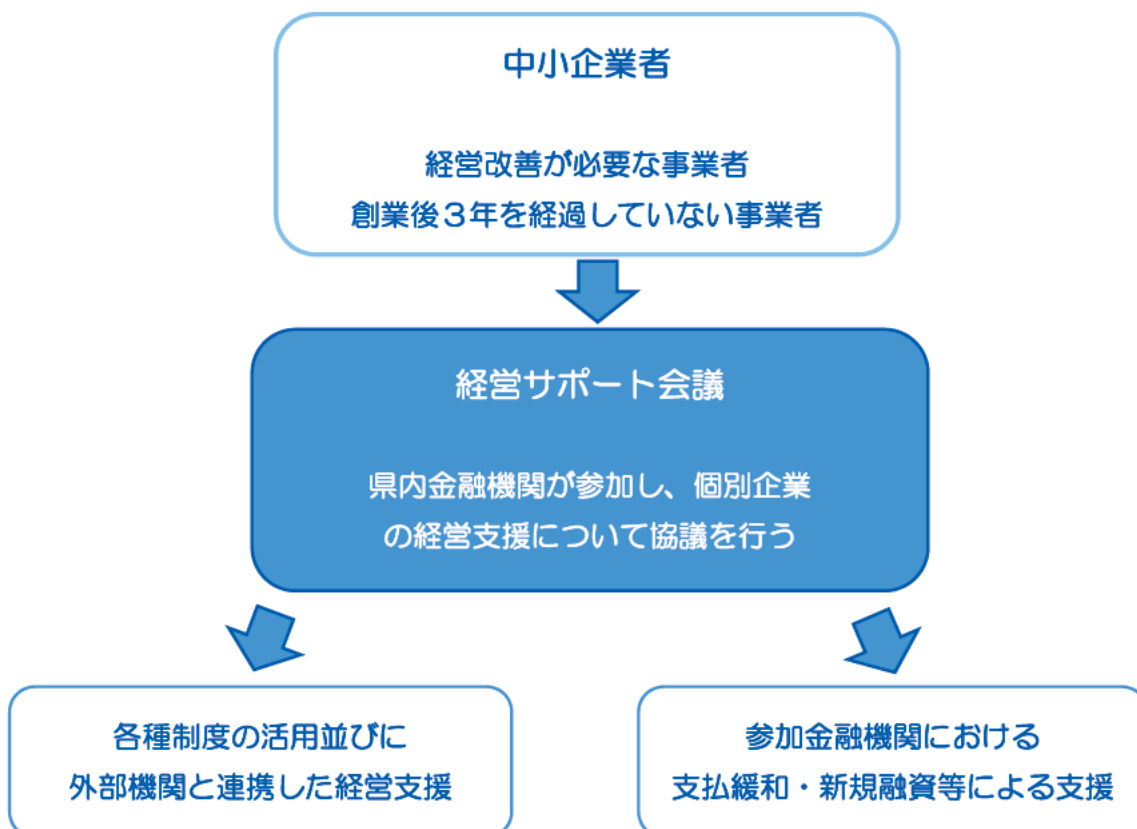 中小企業者
経営改善が必要な事業者
創業後３年を経過していない事業者
経営サポート会議
県内金融機関が参加し、個別企業
の経営支援について協議を行う
各種制度の活用並びに
外部機関と連携した経営支援
参加金融機関における
支払緩和・新規融資等による支援